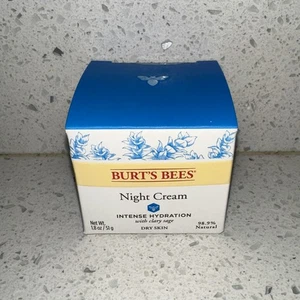 BURT'S BEES
Night Cream
INTENSE HYDRATION
with clary sage
DRY SKIN
Net Wt.
1.8 oz / 51 g
98.9%
Natural